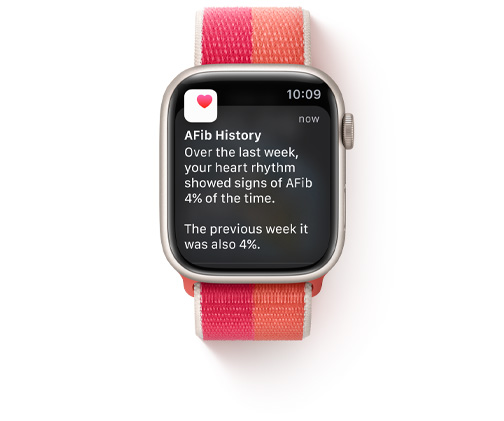 10:09
now
AFib History
Over the last week,
your heart rhythm
showed signs of AFib
4% of the time.
The previous week it
was also 4%.